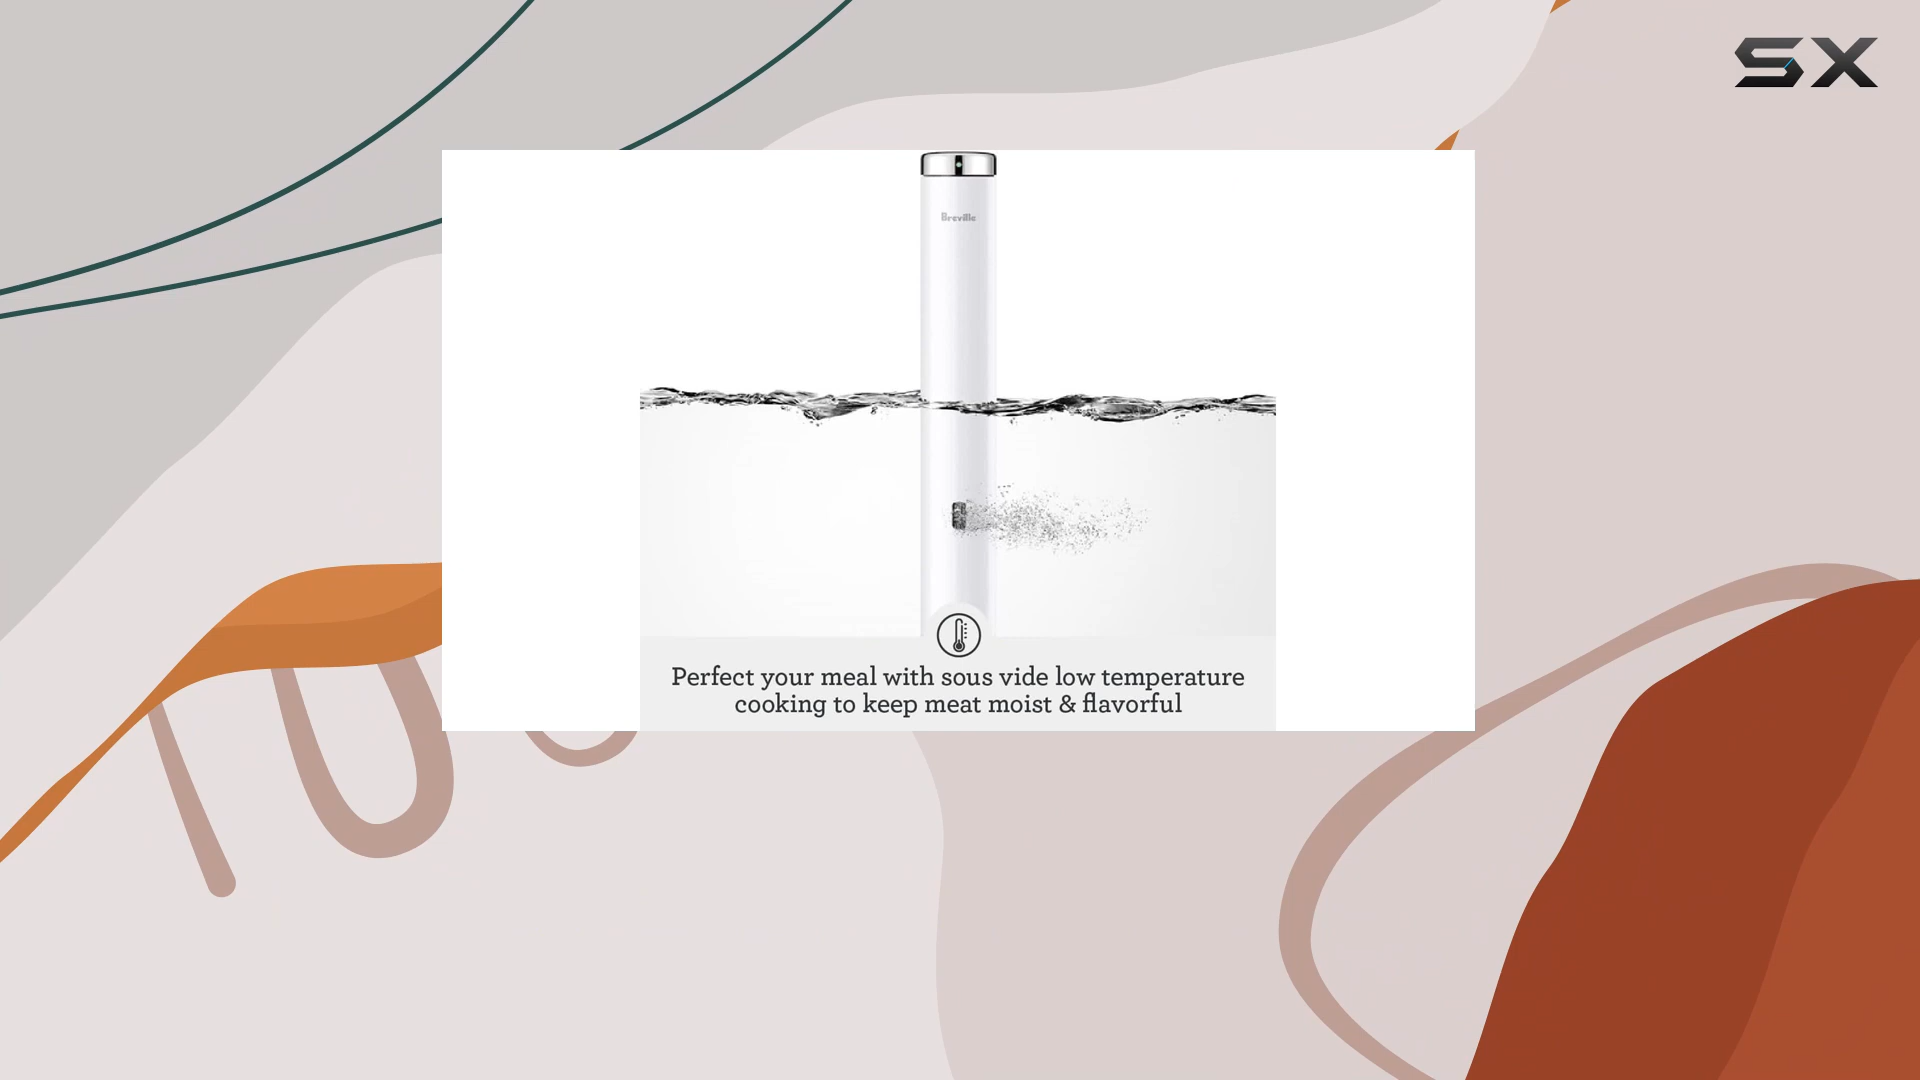 SX
Breville
Perfect your meal with sous vide low temperature
cooking to keep meat moist & flavorful